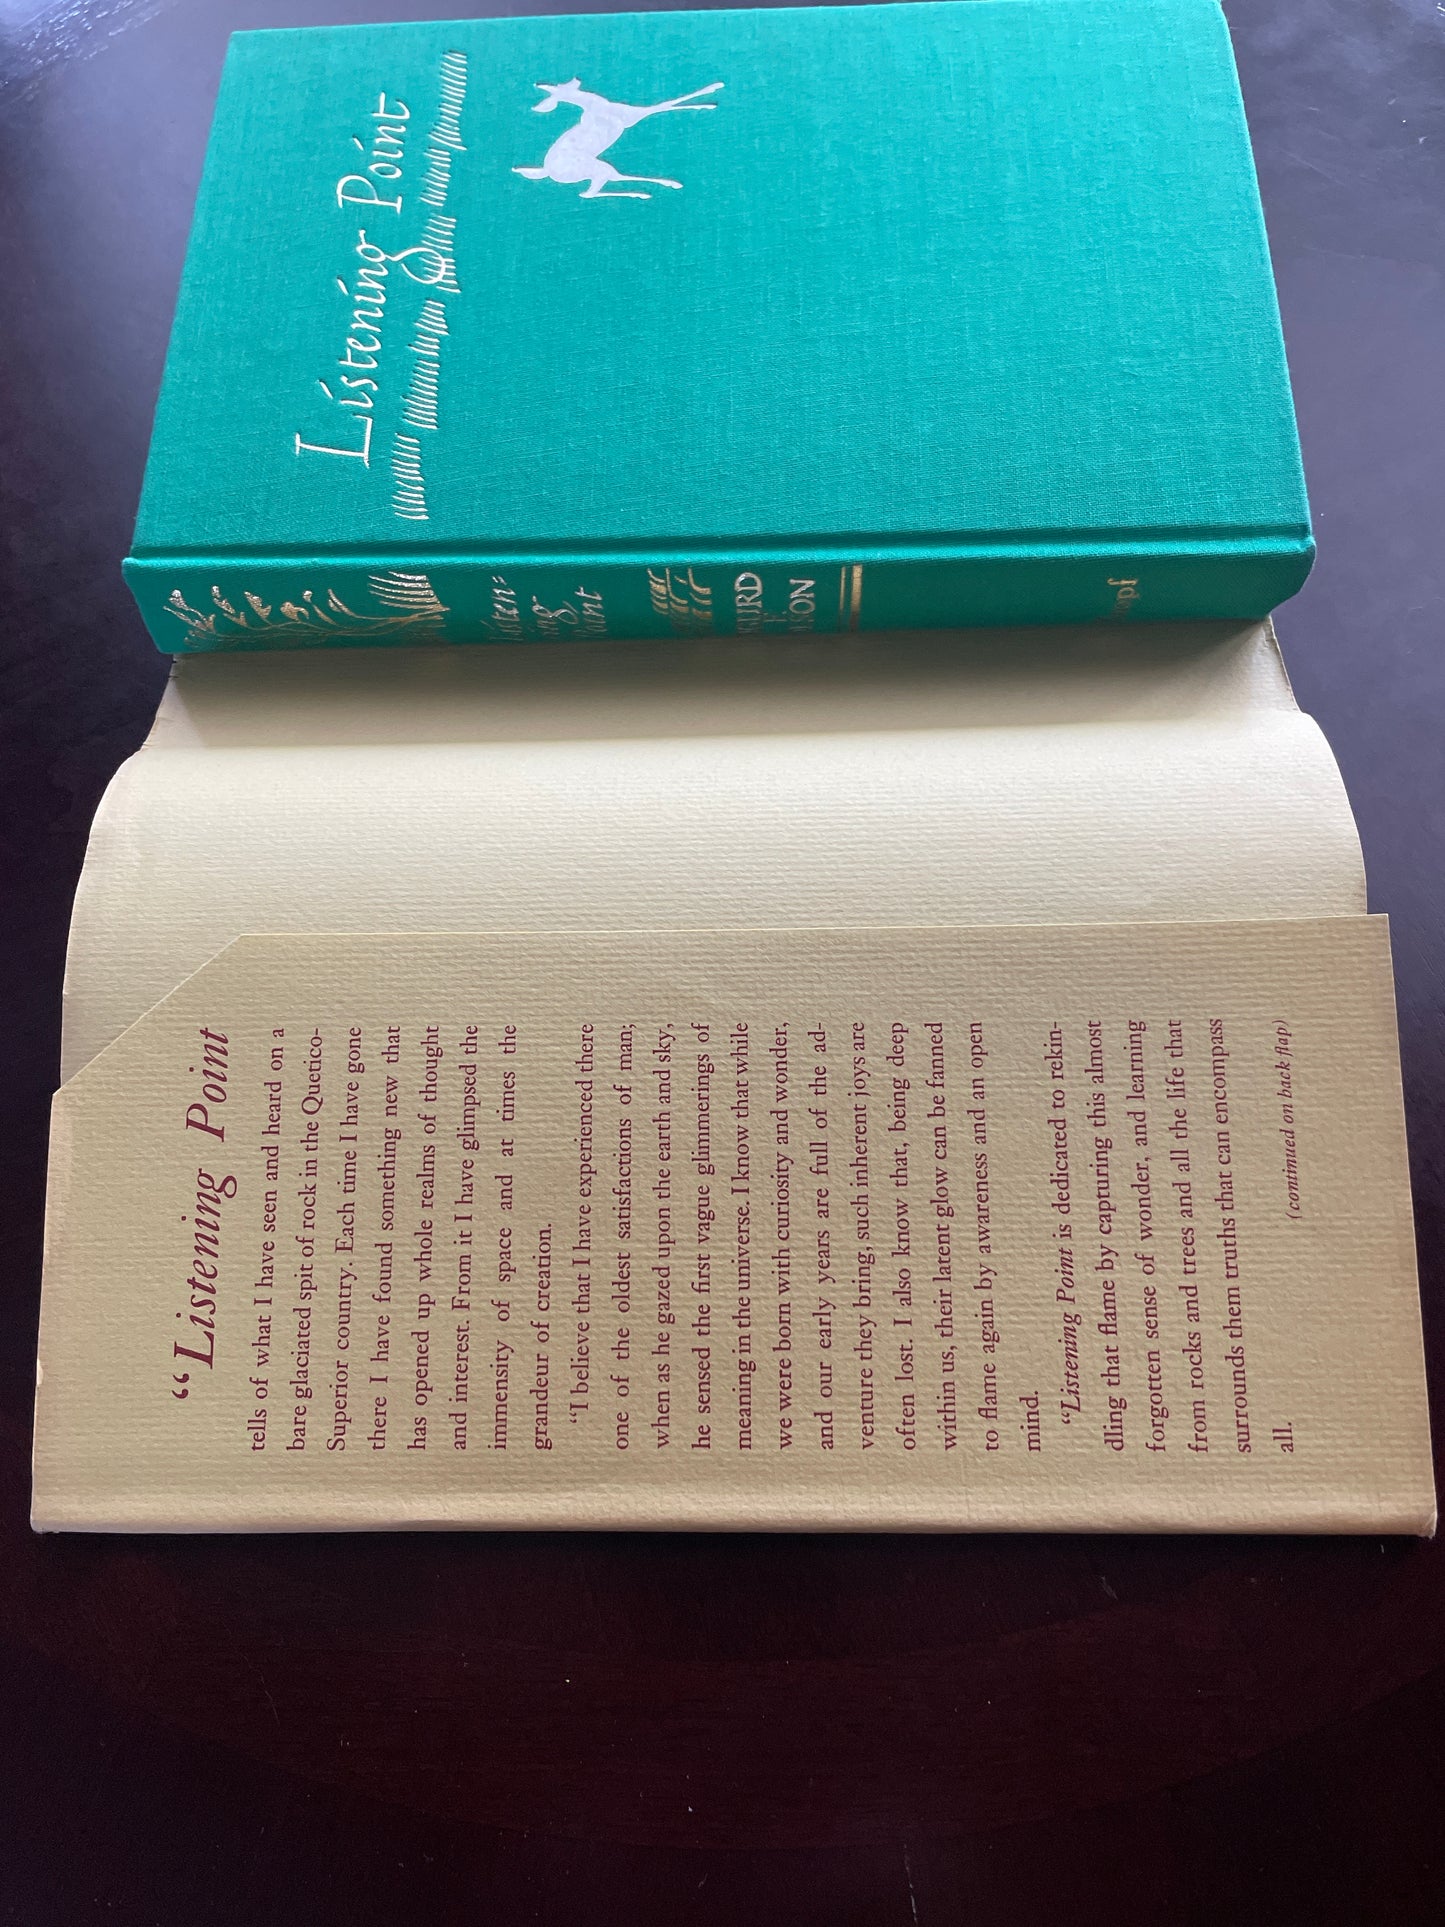 Listening Point
Point
“Listening Point
tells of what I have seen and heard on a
bare glaciated spit of rock in the Quetico-
Superior country. Each time I have gone
there I have found something new that
has opened up whole realms of thought
and interest. From it I have glimpsed the
immensity of space and at times the
grandeur of creation.
“I believe that I have experienced there
one of the oldest satisfactions of man;
when as he gazed upon the earth and sky,
he sensed the first vague glimmerings of
meaning in the universe. I know that while
we were born with curiosity and wonder,
and our early years are full of the ad-
venture they bring, such inherent joys are
often lost. I also know that, being deep
within us, their latent glow can be fanned
to flame again by awareness and an open
mind.
“Listening Point is dedicated to rekin-
dling that flame by capturing this almost
forgotten sense of wonder, and learning
from rocks and trees and all the life that
surrounds them truths that can encompass
all.
(continued on back flap)